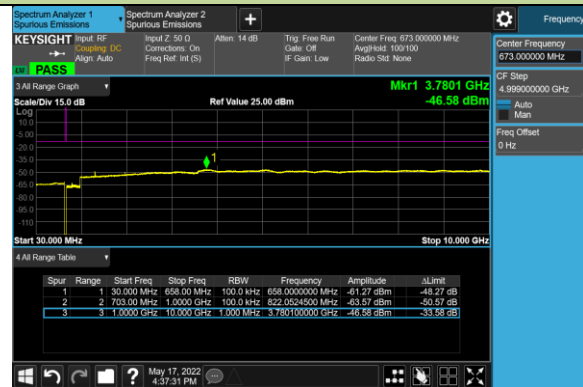 Spectrum Analyzer 1
Spurious Emissions
Spectrum Analyzer 2
Spurious Emissions
Frequency
KEYSIGHT
Input: RF
Coupling: DC
Align: Auto
Input Z: 50 Ω
Corrections: On
Freq Ref: Int (S)
Atten: 14 dB
Trig: Free Run
Gate: Off
IF Gain: Low
Center Freq: 673.000000 MHz
Avg|Hold: 100/100
Radio Std: None
LW PASS
Center Frequency
673.000000 MHz
CF Step
4.999000000 GHz
Auto
Man
Freq Offset
0 Hz
3 All Range Graph
Mkr1 3.7801 GHz
-46.58 dBm
Scale/Div 15.0 dB
Ref Value 25.00 dBm
Log
10.0
-5.00
-20.0
-35.0
-50.0
-65.0
-80.0
-95.0
-110
1
Start 30.000 MHz
Stop 10.000 GHz
4 All Range Table
Spur Range Start Freq Stop Freq RBW Frequency Amplitude ΔLimit
1 1 30.000 MHz 658.00 MHz 100.0 kHz 658.0000000 MHz -61.27 dBm -48.27 dB
2 2 703.00 MHz 1.0000 GHz 100.0 kHz 822.0524500 MHz -63.57 dBm -50.57 dB
3 3 1.0000 GHz 10.000 GHz 1.000 MHz 3.780100000 GHz -46.58 dBm -33.58 dB
May 17, 2022
4:37:31 PM